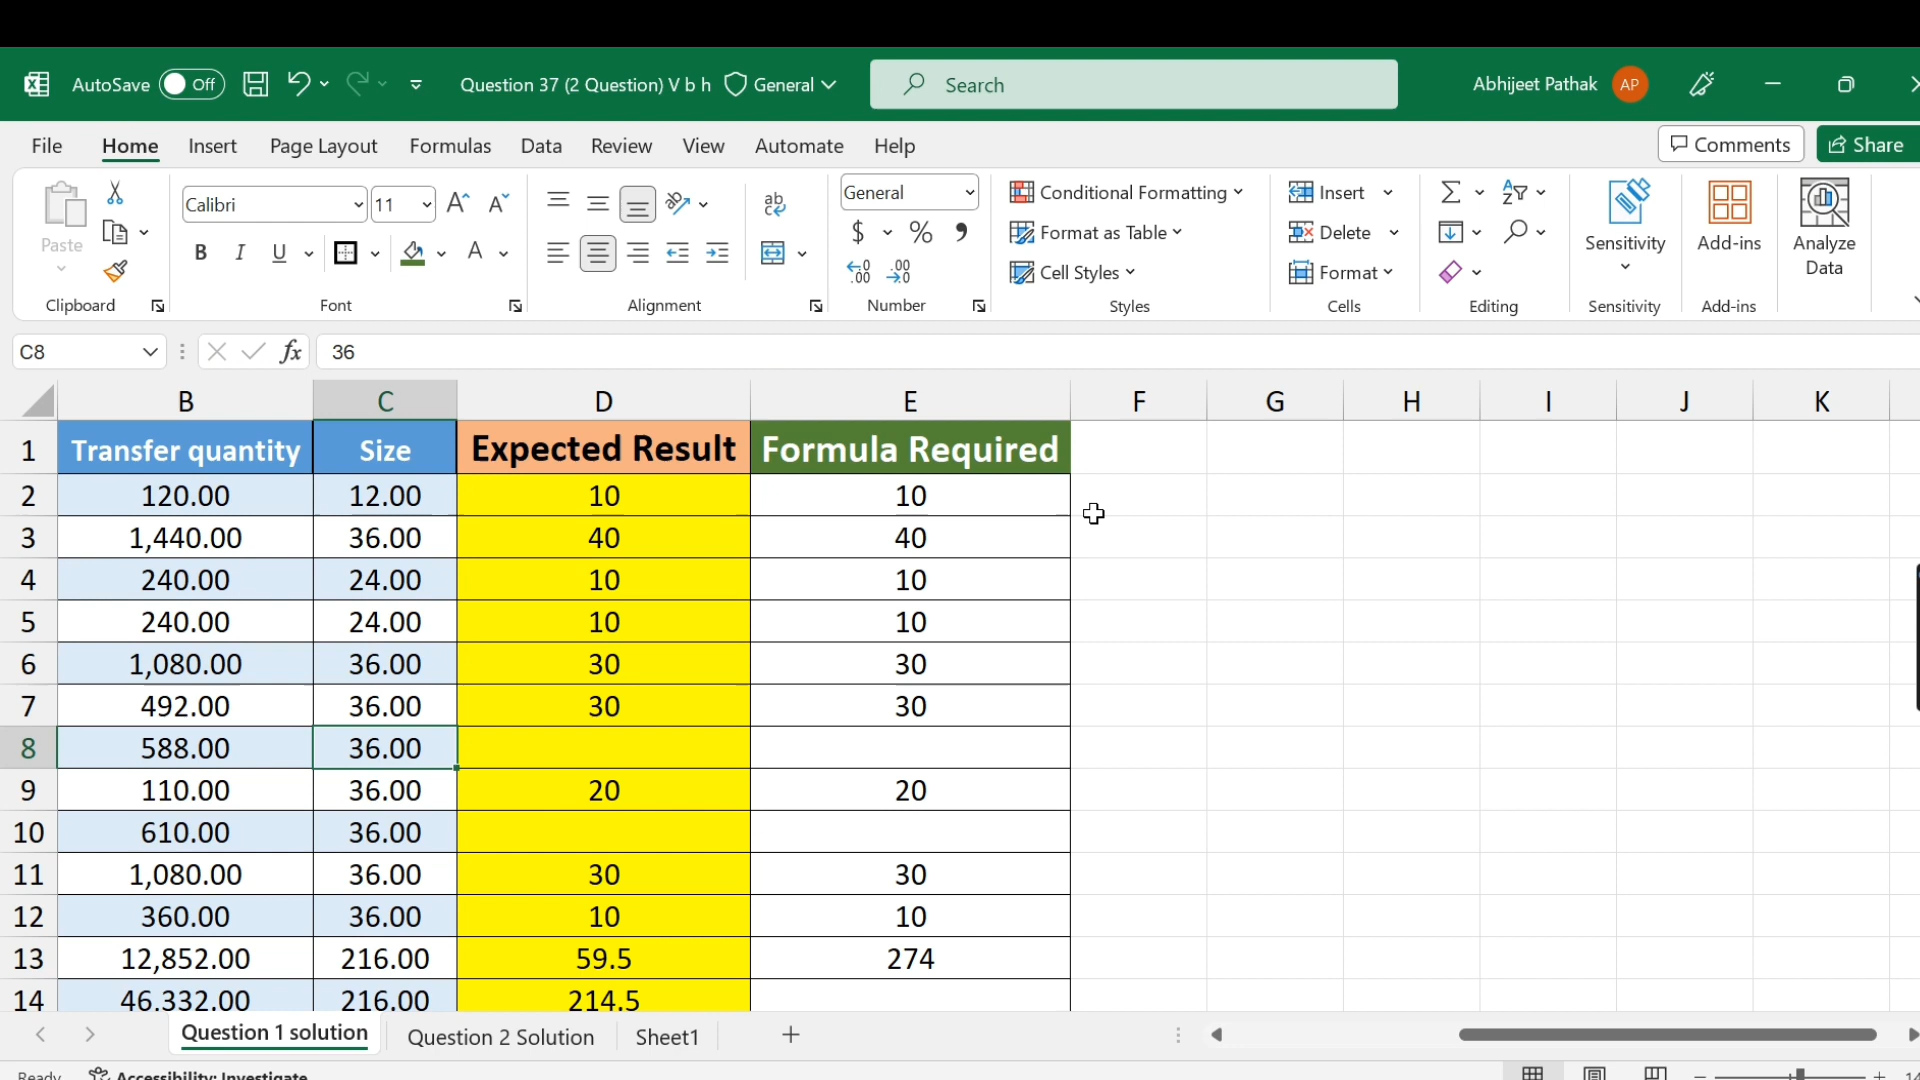 AutoSave Off Question 37 (2 Question) V b h General Search Abhijeet Pathak AP
File Home Insert Page Layout Formulas Data Review View Automate Help Comments Share
Paste Calibri 11 General Conditional Formatting Insert Sensitivity Add-ins Analyze Data
B I U A $ % Format as Table Delete
Cell Styles Format
Clipboard Font Alignment Number Styles Cells Editing Sensitivity Add-ins
C8 fx 36
B C D E F G H I J K
1 Transfer quantity Size Expected Result Formula Required
2 120.00 12.00 10 10
3 1,440.00 36.00 40 40
4 240.00 24.00 10 10
5 240.00 24.00 10 10
6 1,080.00 36.00 30 30
7 492.00 36.00 30 30
8 588.00 36.00
9 110.00 36.00 20 20
10 610.00 36.00
11 1,080.00 36.00 30 30
12 360.00 36.00 10 10
13 12,852.00 216.00 59.5 274
14 46,332.00 216.00 214.5
Question 1 solution Question 2 Solution Sheet1
Ready Accessibility: Investigate